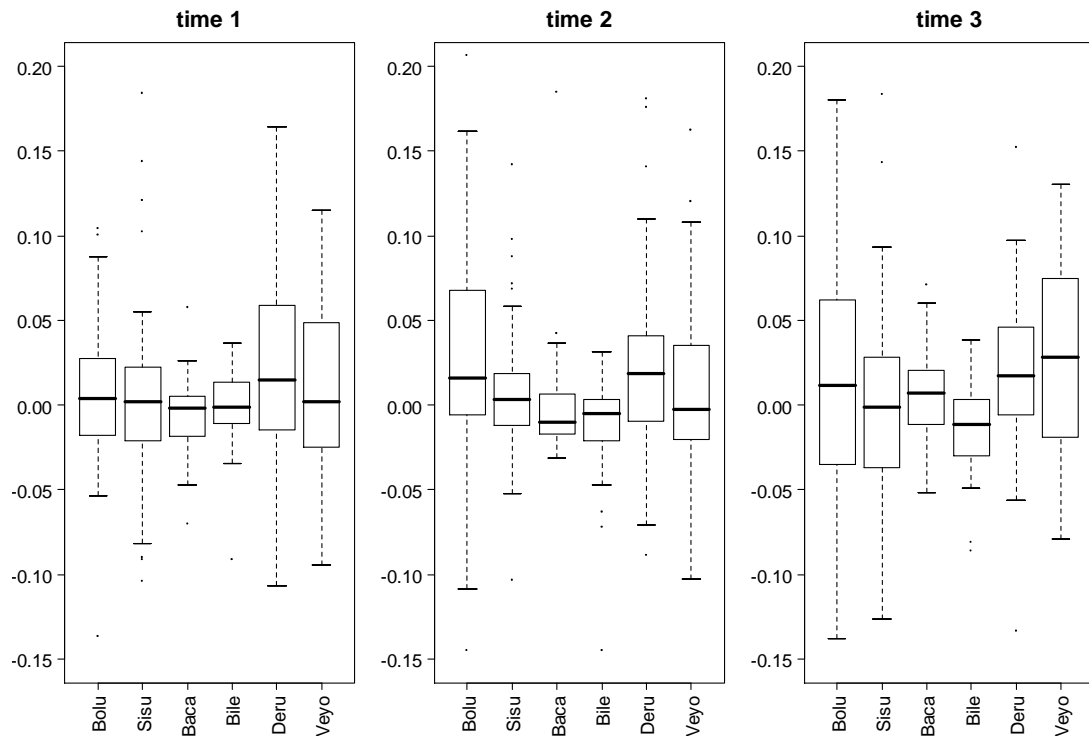 time 1
0.20
0.15
0.10
0.05
0.00
-0.05
-0.10
-0.15
Bolu
Sisu
Baca
Bile
Deru
Veyo
time 2
0.20
0.15
0.10
0.05
0.00
-0.05
-0.10
-0.15
Bolu
Sisu
Baca
Bile
Deru
Veyo
time 3
0.20
0.15
0.10
0.05
0.00
-0.05
-0.10
-0.15
Bolu
Sisu
Baca
Bile
Deru
Veyo